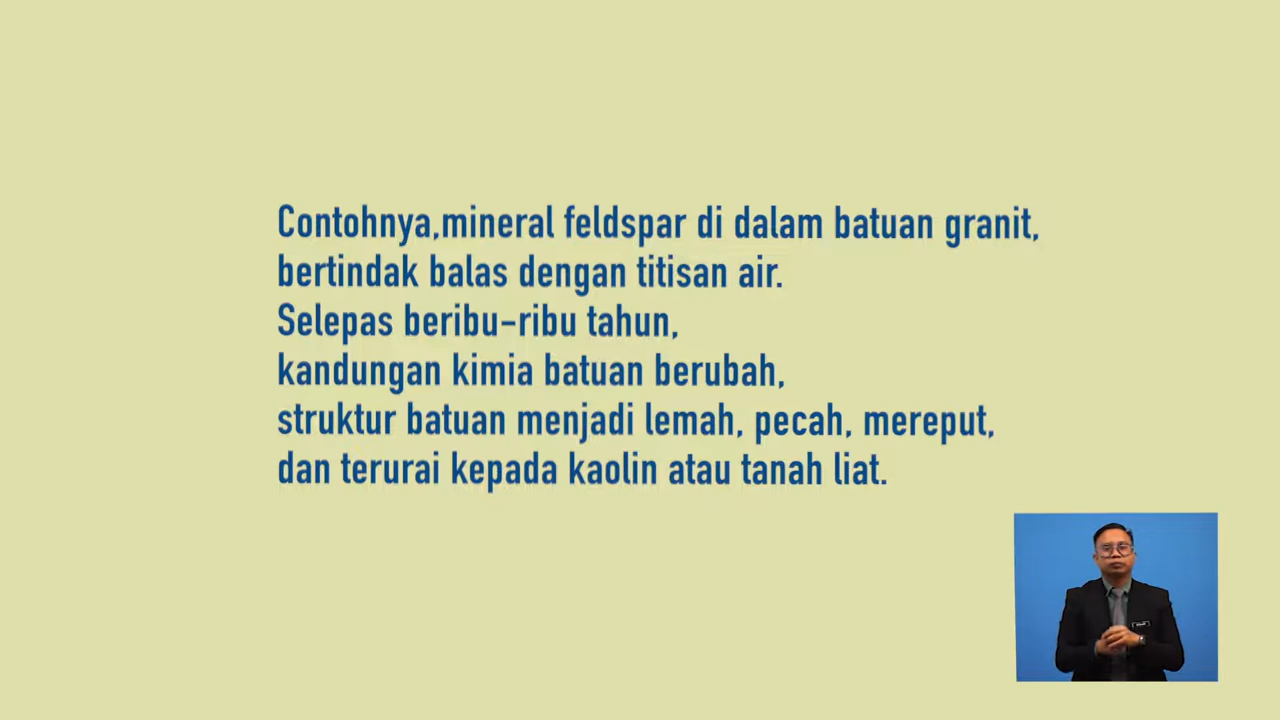 Contohnya,mineral feldspar di dalam batuan granit,
bertindak balas dengan titisan air.
Selepas beribu-ribu tahun,
kandungan kimia batuan berubah,
struktur batuan menjadi lemah, pecah, mereput,
dan terurai kepada kaolin atau tanah liat.